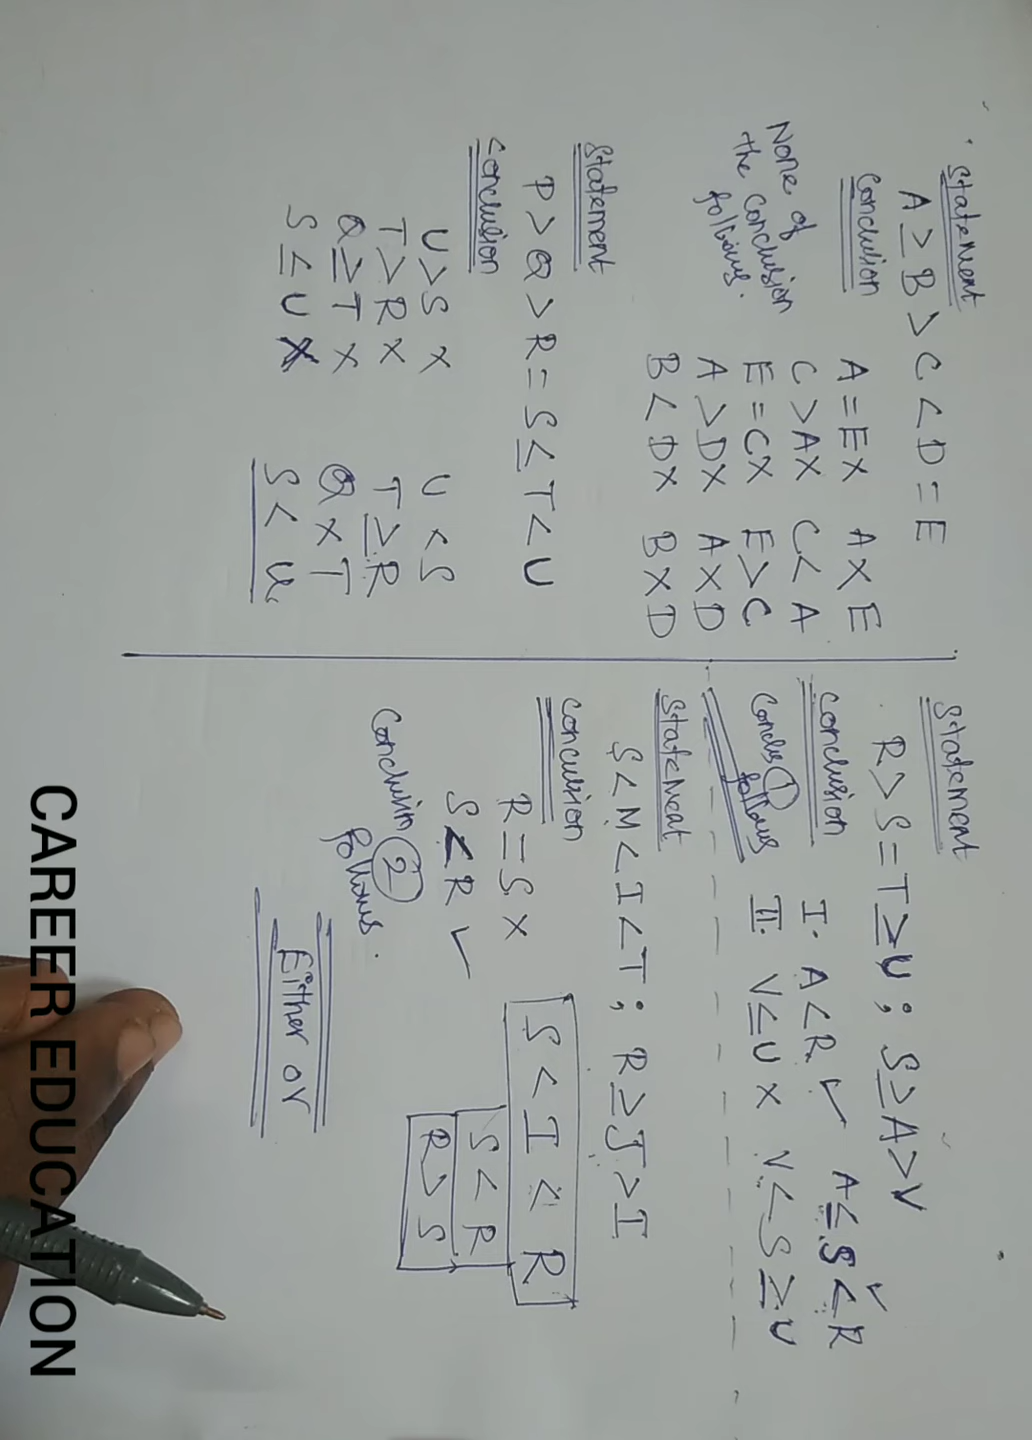 Statement
A ≥ B > C < D = E
Conclusion
A = E × A × E
C > A × C < A
E = C × E > C
A > D × A × D
B < D × B × D
None of
the conclusion
follows.
Statement
P > Q > R = S ≤ T < U
Conclusion
U > S × U < S
T > R × T ≥ R
Q ≥ T × Q × T
S ≤ U × S < U
Statement
R > S = T ≥ U ; S ≥ A > V
Conclusion
I. A < R ✓ A ≤ S < R ✓
II. V ≤ U × V < S ≥ U
Conclus ①
follows
Statement
S < M < I < T ; R ≥ J > I
Conclusion
R = S ×
S < R ✓
S < I < R
S < R
R > S
Conclusion ②
follows.
Either or
CAREER EDUCATION